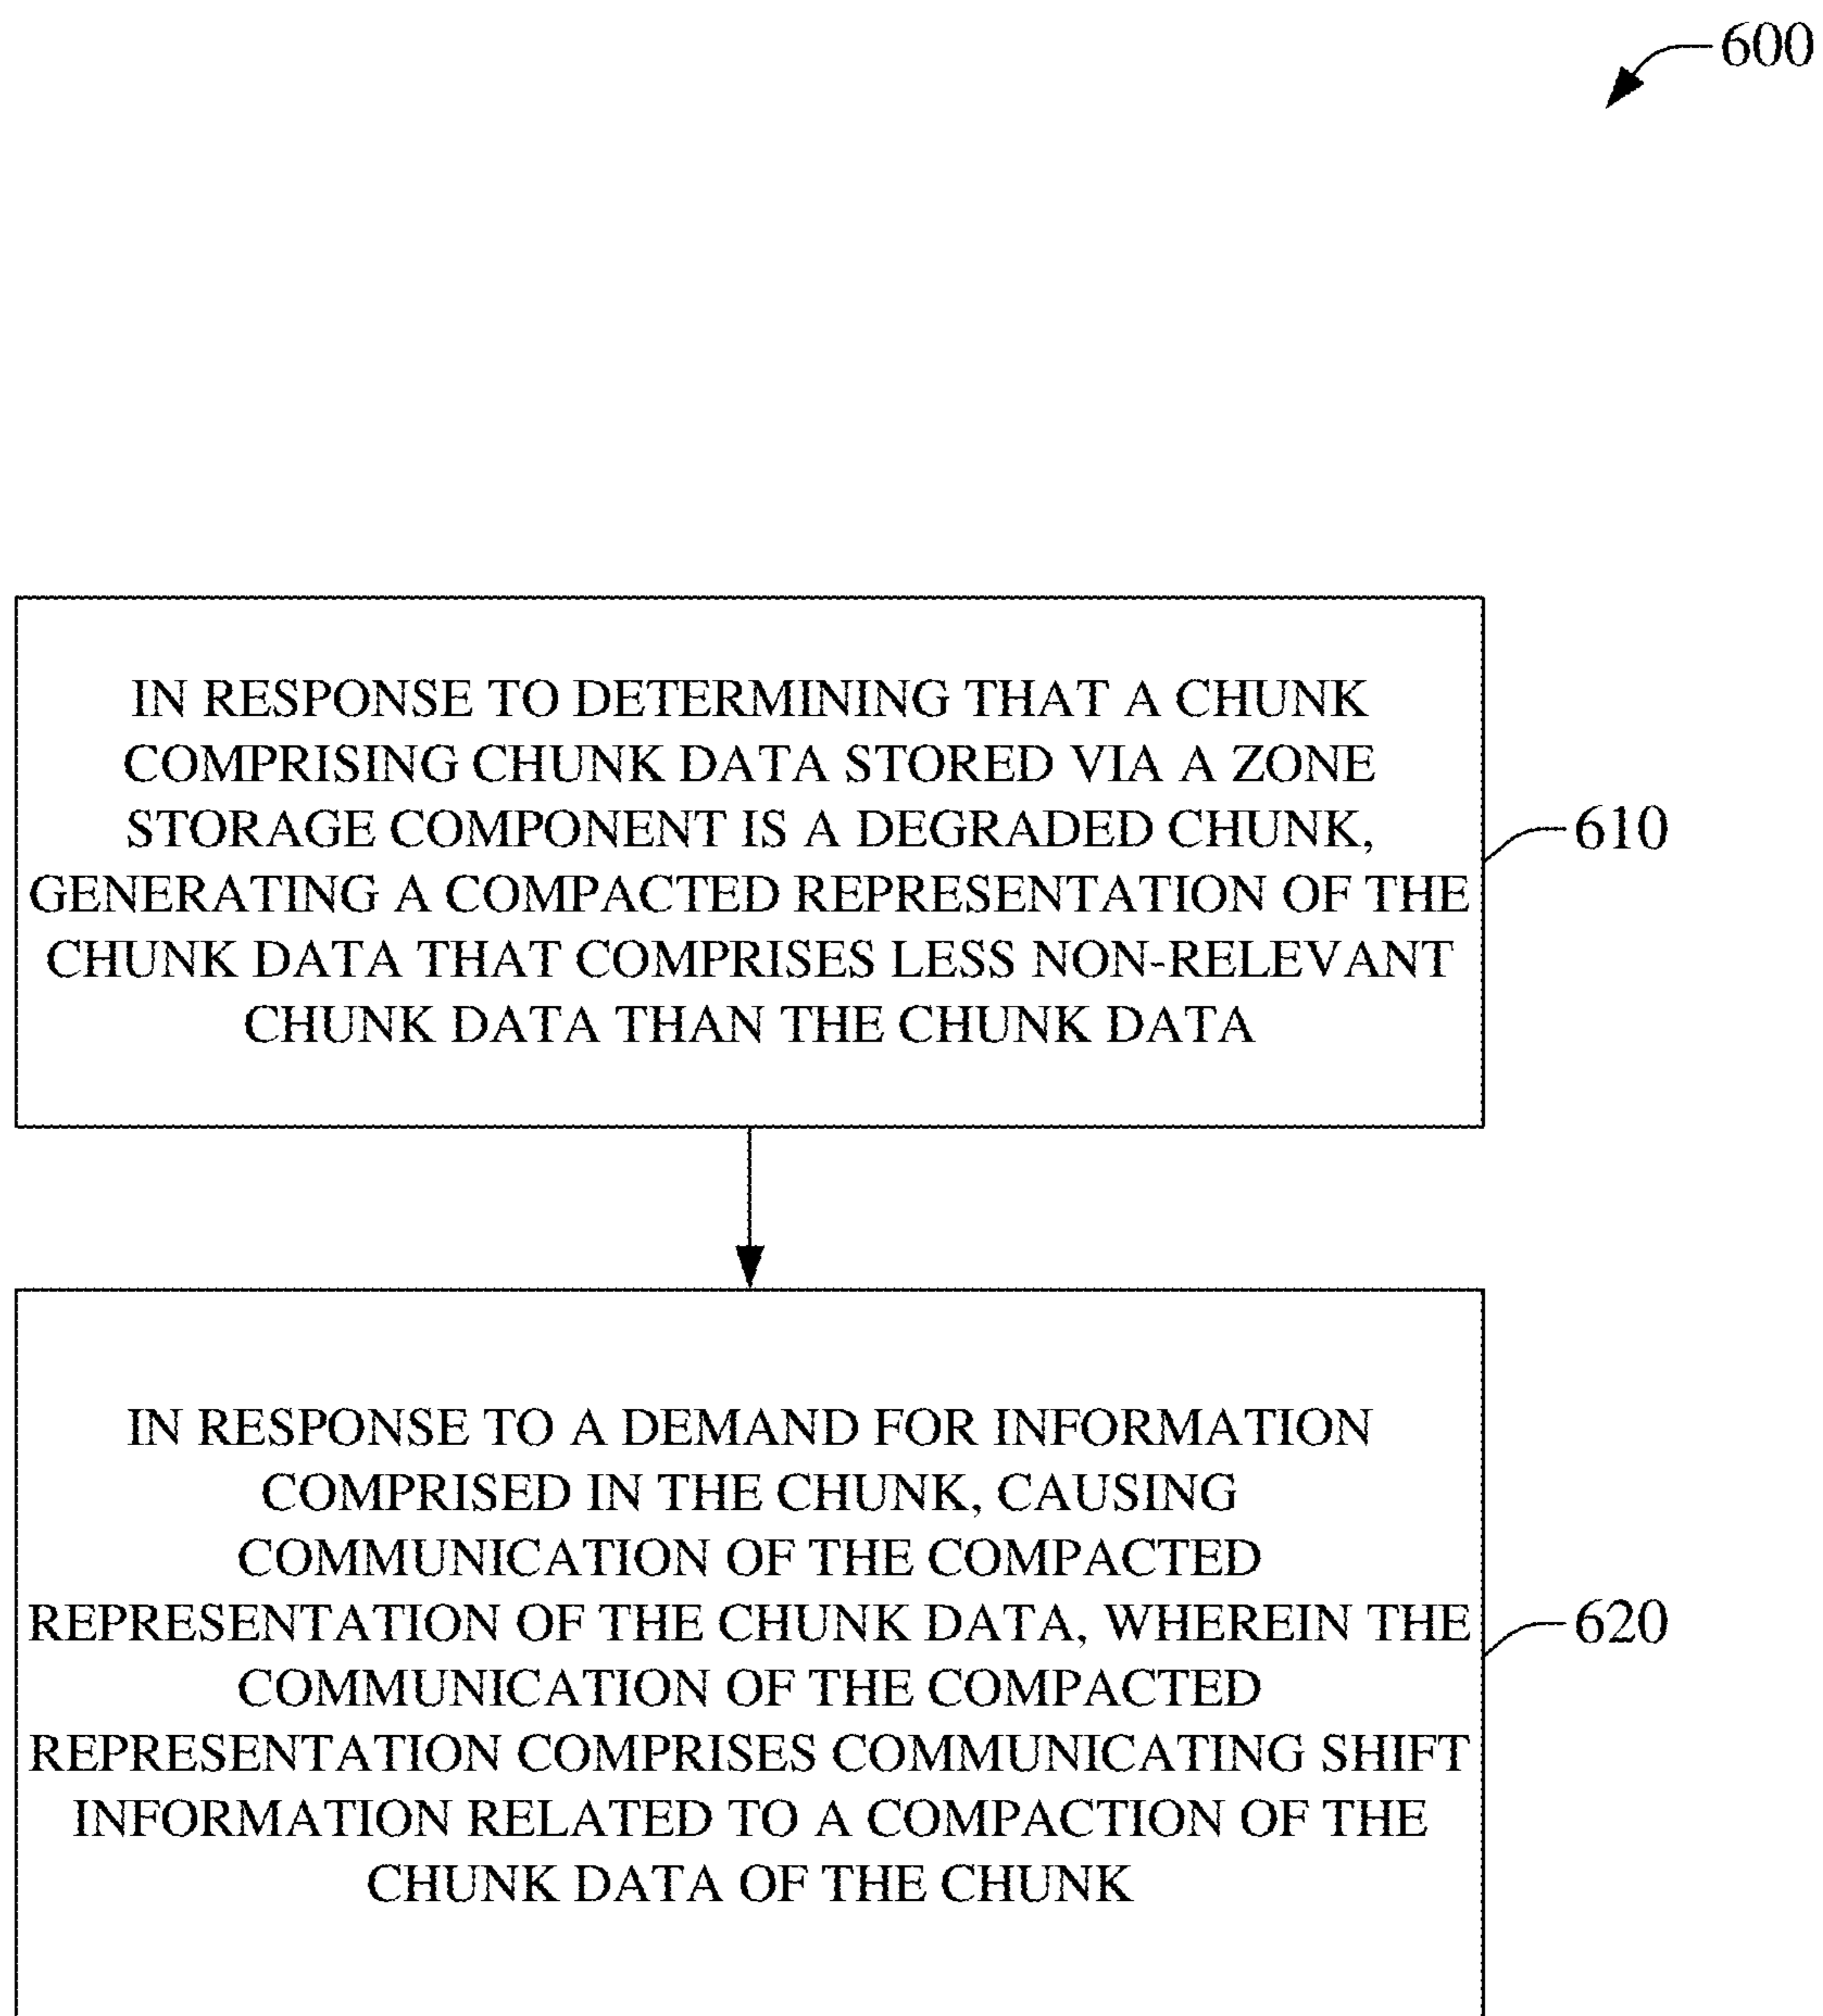 600
IN RESPONSE TO DETERMINING THAT A CHUNK
COMPRISING CHUNK DATA STORED VIA A ZONE
STORAGE COMPONENT IS A DEGRADED CHUNK,
GENERATING A COMPACTED REPRESENTATION OF THE
CHUNK DATA THAT COMPRISES LESS NON-RELEVANT
CHUNK DATA THAN THE CHUNK DATA
610
IN RESPONSE TO A DEMAND FOR INFORMATION
COMPRISED IN THE CHUNK, CAUSING
COMMUNICATION OF THE COMPACTED
REPRESENTATION OF THE CHUNK DATA, WHEREIN THE
COMMUNICATION OF THE COMPACTED
REPRESENTATION COMPRISES COMMUNICATING SHIFT
INFORMATION RELATED TO A COMPACTION OF THE
CHUNK DATA OF THE CHUNK
620